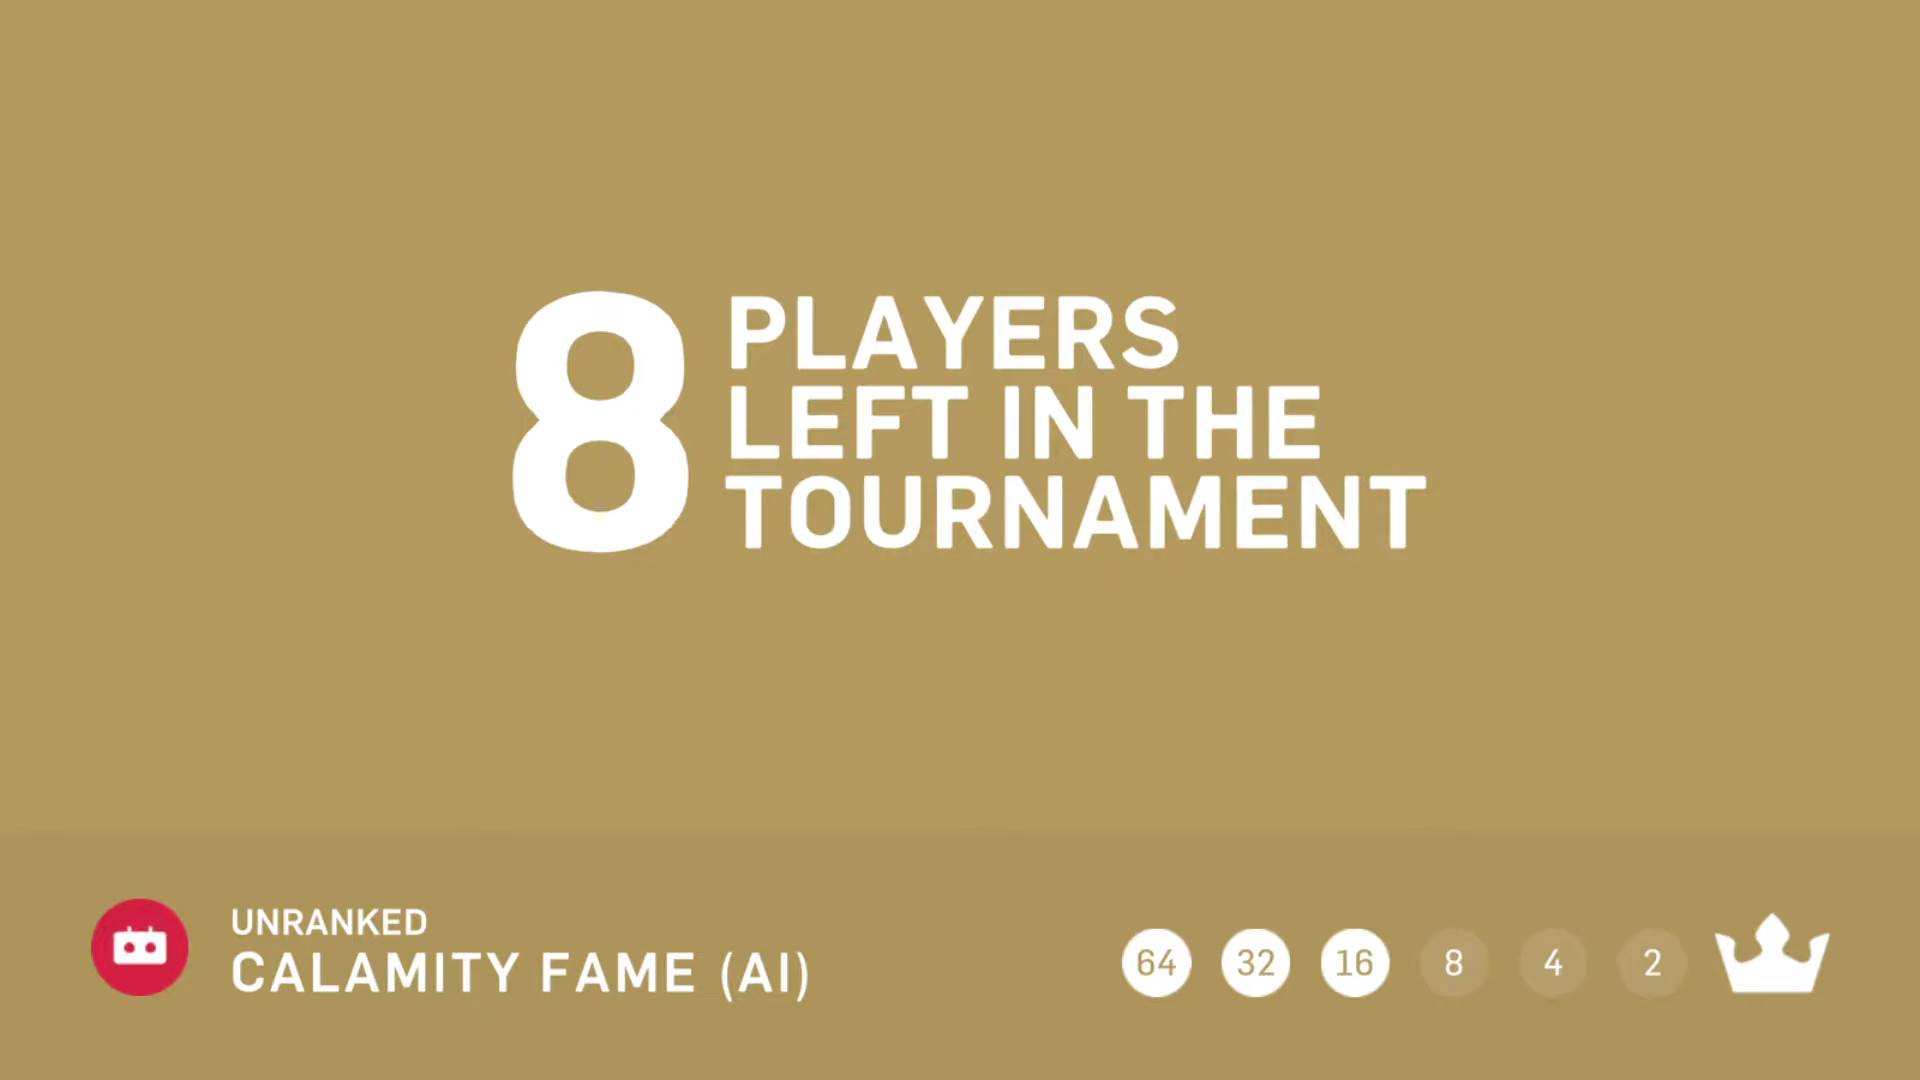 8
PLAYERS
LEFT IN THE
TOURNAMENT
UNRANKED
CALAMITY FAME (AI)
64 32 16 8 4 2